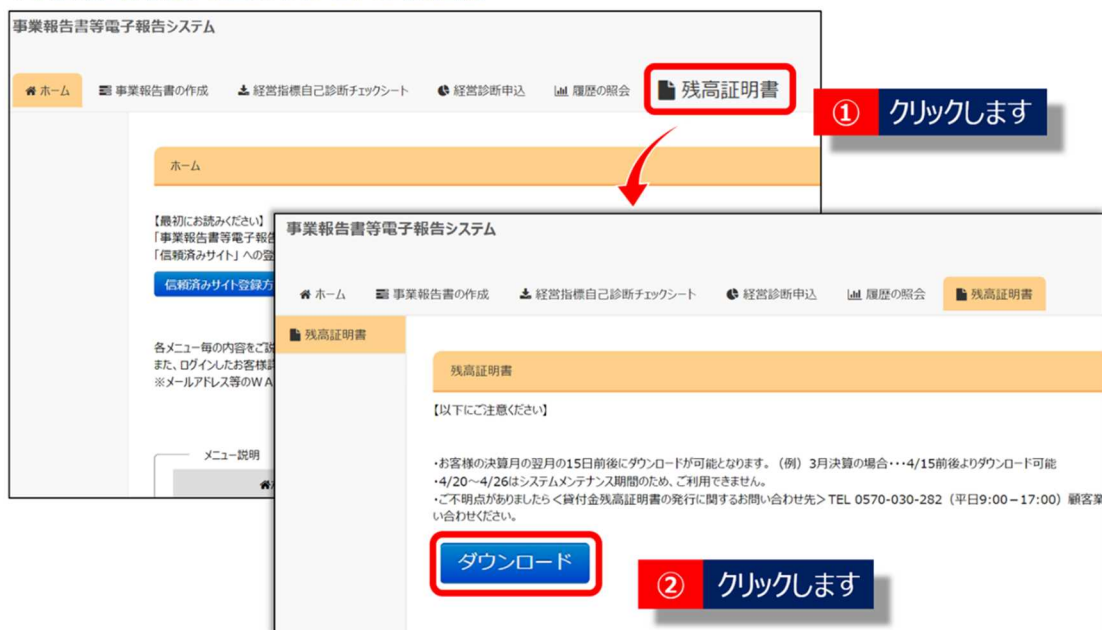 事業報告書等電子報告システム
ホーム 事業報告書の作成 経営指標自己診断チェックシート 経営診断申込 履歴の照会 残高証明書
① クリックします
ホーム
【最初にお読みください】
「事業報告書等電子報告
「信頼済みサイト」への登
信頼済みサイト登録方
各メニュー毎の内容をご説
また、ログインしたお客様詳
※メールアドレス等のWA
メニュー説明
事業報告書等電子報告システム
ホーム 事業報告書の作成 経営指標自己診断チェックシート 経営診断申込 履歴の照会 残高証明書
残高証明書
残高証明書
【以下にご注意ください】
・お客様の決算月の翌月の15日前後にダウンロードが可能となります。（例）3月決算の場合・・・4/15前後よりダウンロード可能
・4/20～4/26はシステムメンテナンス期間のため、ご利用できません。
・ご不明点がありましたら＜貸付金残高証明書の発行に関するお問い合わせ先＞TEL 0570-030-282（平日9:00－17:00）顧客業
い合わせください。
ダウンロード
② クリックします